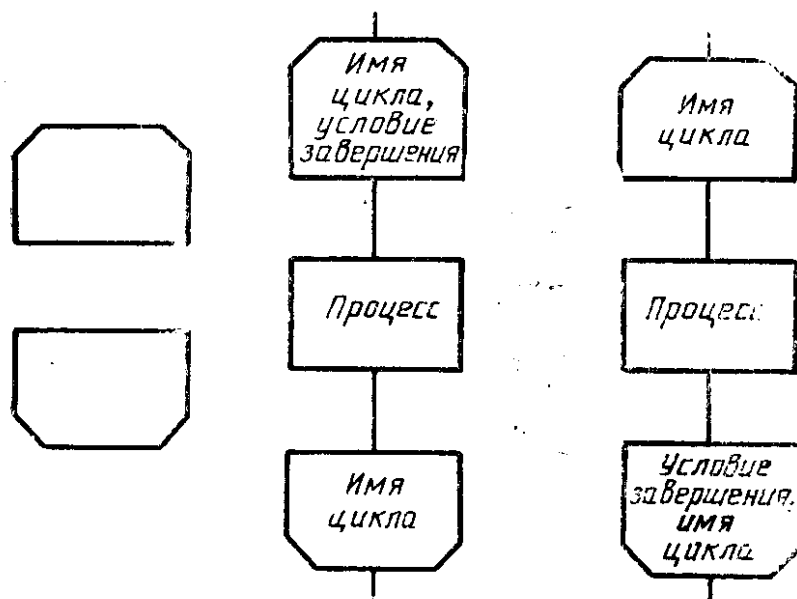 Имя
цикла,
условие
завершения
Процесс
Имя
цикла
Имя
цикла
Процесс
Условие
завершения,
имя
цикла